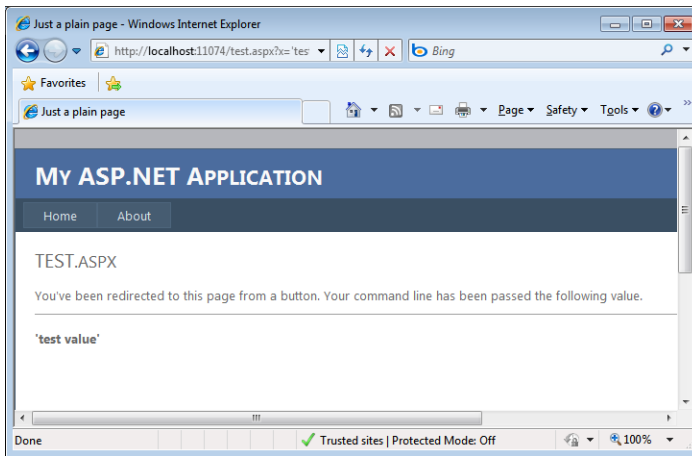 Just a plain page - Windows Internet Explorer
http://localhost:11074/test.aspx?x='tes
Bing
Favorites
Just a plain page
Page Safety Tools »
MY ASP.NET APPLICATION
Home About
TEST.ASPX
You've been redirected to this page from a button. Your command line has been passed the following value.
'test value'
Done Trusted sites | Protected Mode: Off 100%